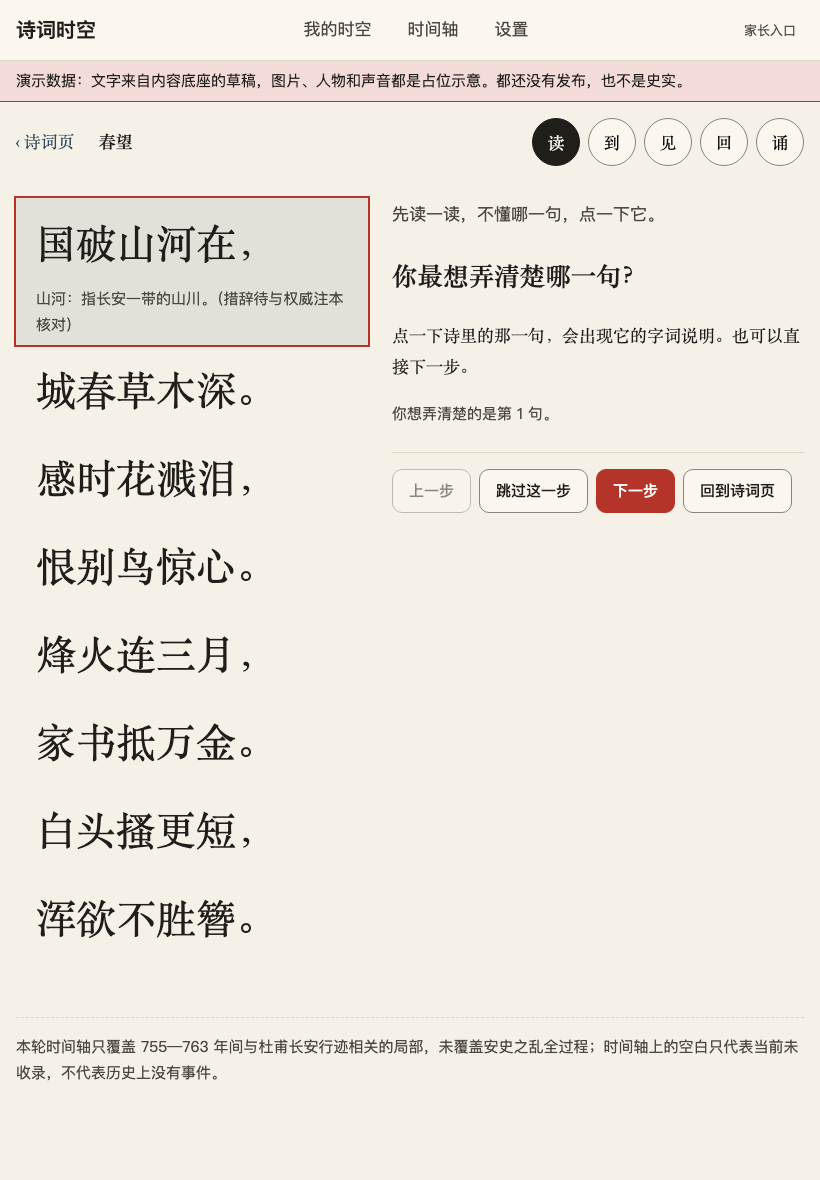 诗词时空
我的时空
时间轴
设置
家长入口
演示数据：文字来自内容底座的草稿，图片、人物和声音都是占位示意。都还没有发布，也不是史实。
‹ 诗词页
春望
读
到
见
回
诵
国破山河在，
山河：指长安一带的山川。（措辞待与权威注本
核对）
城春草木深。
感时花溅泪，
恨别鸟惊心。
烽火连三月，
家书抵万金。
白头搔更短，
浑欲不胜簪。
先读一读，不懂哪一句，点一下它。
你最想弄清楚哪一句？
点一下诗里的那一句，会出现它的字词说明。也可以直
接下一步。
你想弄清楚的是第 1 句。
上一步
跳过这一步
下一步
回到诗词页
本轮时间轴只覆盖 755—763 年间与杜甫长安行迹相关的局部，未覆盖安史之乱全过程；时间轴上的空白只代表当前未
收录，不代表历史上没有事件。